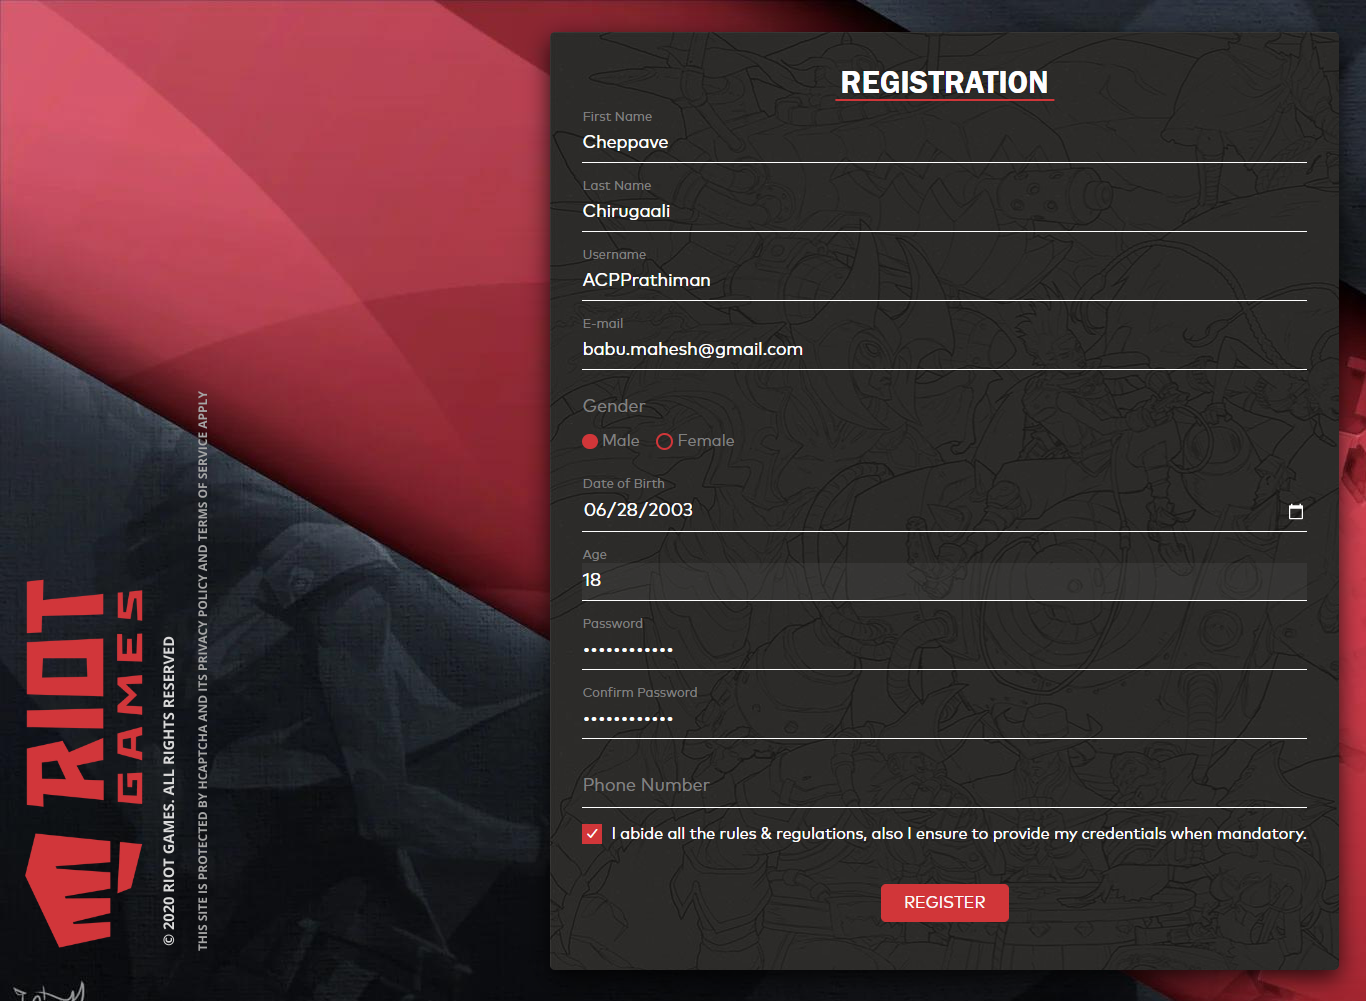 REGISTRATION
First Name
Cheppave
Last Name
Chirugaali
Username
ACPPrathiman
E-mail
babu.mahesh@gmail.com
Gender
Male Female
Date of Birth
06/28/2003
Age
18
Password
••••••••••••
Confirm Password
••••••••••••
Phone Number
I abide all the rules & regulations, also I ensure to provide my credentials when mandatory.
REGISTER
RIOT
GAMES
© 2020 RIOT GAMES. ALL RIGHTS RESERVED
THIS SITE IS PROTECTED BY HCAPTCHA AND ITS PRIVACY POLICY AND TERMS OF SERVICE APPLY